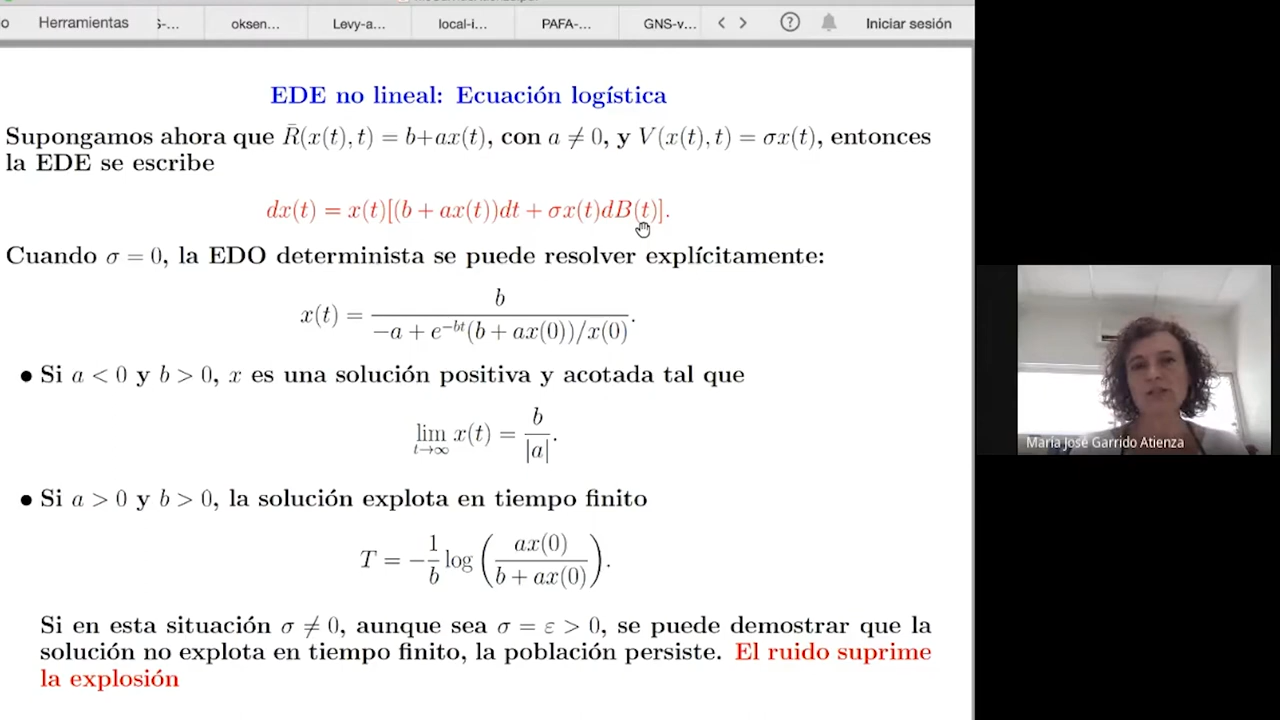 Herramientas oksen... Levy-a... local-i... PAFA-... GNS-v... < > ? Iniciar sesión
EDE no lineal: Ecuación logística
Supongamos ahora que R̄(x(t), t) = b+ax(t), con a ≠ 0, y V(x(t), t) = σx(t), entonces
la EDE se escribe
dx(t) = x(t)[(b + ax(t))dt + σx(t)dB(t)].
Cuando σ = 0, la EDO determinista se puede resolver explícitamente:
x(t) = b / (−a + e^{−bt}(b + ax(0))/x(0)).
• Si a < 0 y b > 0, x es una solución positiva y acotada tal que
lim_{t→∞} x(t) = b/|a|.
• Si a > 0 y b > 0, la solución explota en tiempo finito
T = −1/b log (ax(0) / (b + ax(0))).
Si en esta situación σ ≠ 0, aunque sea σ = ε > 0, se puede demostrar que la
solución no explota en tiempo finito, la población persiste. El ruido suprime
la explosión
María José Garrido Atienza